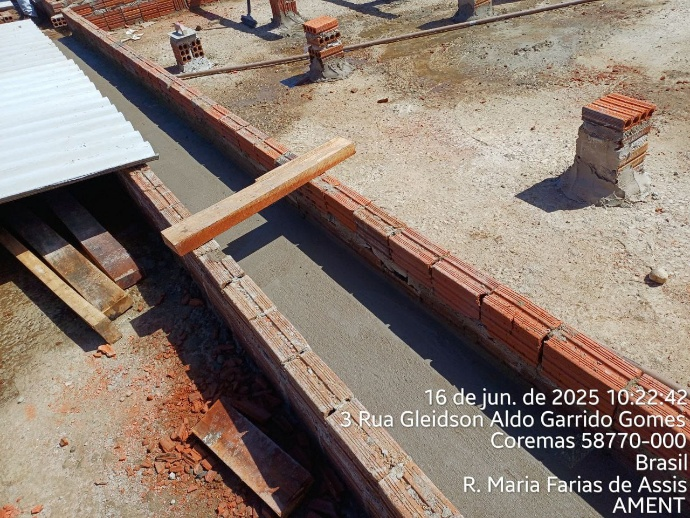 16 de jun. de 2025 10:22:42
3 Rua Gleidson Aldo Garrido Gomes
Coremas 58770-000
Brasil
R. Maria Farias de Assis
AMENT